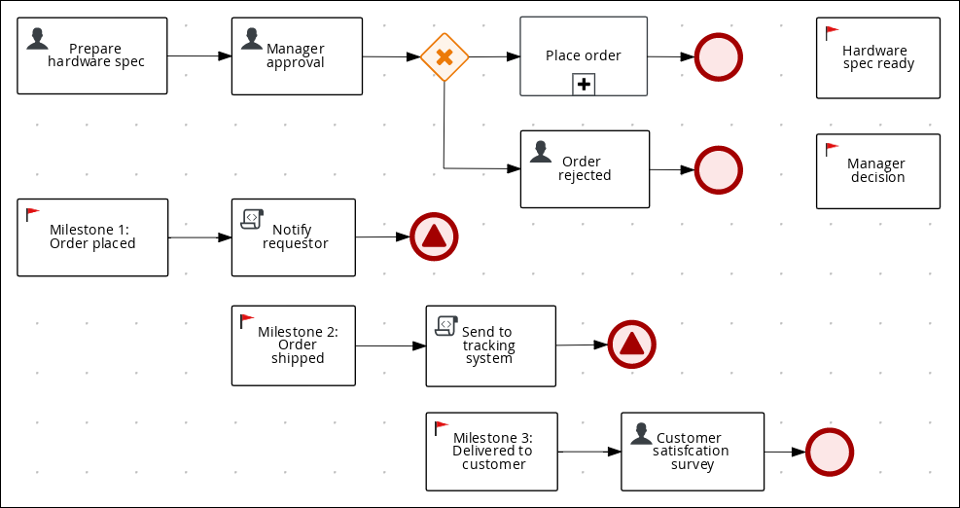 Prepare
hardware spec
Manager
approval
Place order
Hardware
spec ready
Order
rejected
Manager
decision
Milestone 1:
Order placed
Notify
requestor
Milestone 2:
Order
shipped
Send to
tracking
system
Milestone 3:
Delivered to
customer
Customer
satisfcation
survey